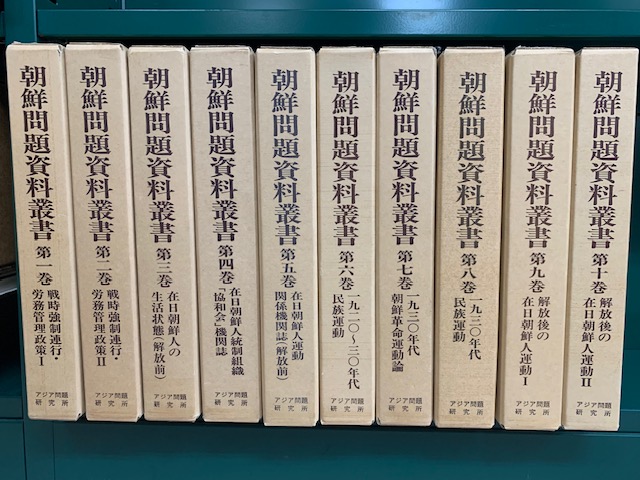 朝鮮問題資料叢書
第一巻
戦時強制連行・
労務管理政策Ⅰ
アジア問題
研究所
朝鮮問題資料叢書
第二巻
戦時強制連行・
労務管理政策Ⅱ
アジア問題
研究所
朝鮮問題資料叢書
第三巻
在日朝鮮人の
生活状態(解放前)
アジア問題
研究所
朝鮮問題資料叢書
第四巻
在日朝鮮人統制組織
「協和会」機関誌
アジア問題
研究所
朝鮮問題資料叢書
第五巻
在日朝鮮人運動
関係機関誌(解放前)
アジア問題
研究所
朝鮮問題資料叢書
第六巻
一九二〇〜三〇年代
民族運動
アジア問題
研究所
朝鮮問題資料叢書
第七巻
一九三〇年代
朝鮮革命運動論
アジア問題
研究所
朝鮮問題資料叢書
第八巻
一九三〇年代
民族運動
アジア問題
研究所
朝鮮問題資料叢書
第九巻
解放後の
在日朝鮮人運動Ⅰ
アジア問題
研究所
朝鮮問題資料叢書
第十巻
解放後の
在日朝鮮人運動Ⅱ
アジア問題
研究所